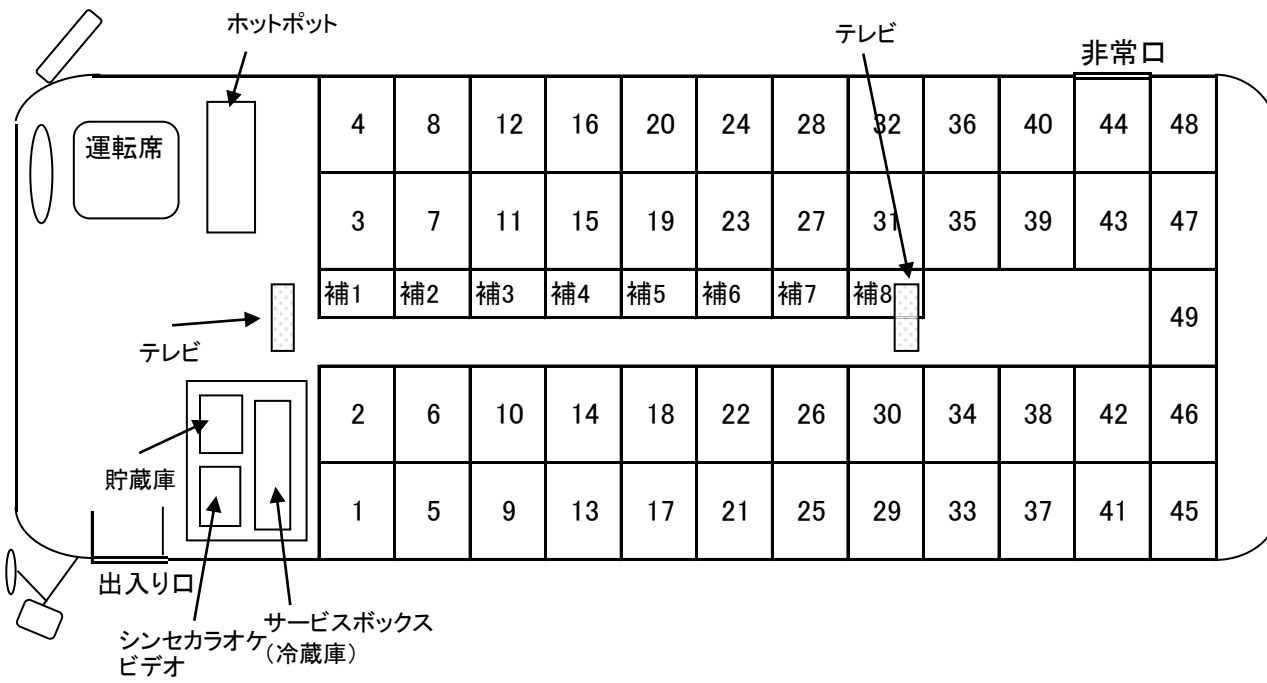 ホットポット
テレビ
非常口
運転席
4 8 12 16 20 24 28 32 36 40 44 48
3 7 11 15 19 23 27 31 35 39 43 47
補1 補2 補3 補4 補5 補6 補7 補8
49
テレビ
2 6 10 14 18 22 26 30 34 38 42 46
貯蔵庫
1 5 9 13 17 21 25 29 33 37 41 45
出入り口
シンセカラオケ
ビデオ
サービスボックス
(冷蔵庫)